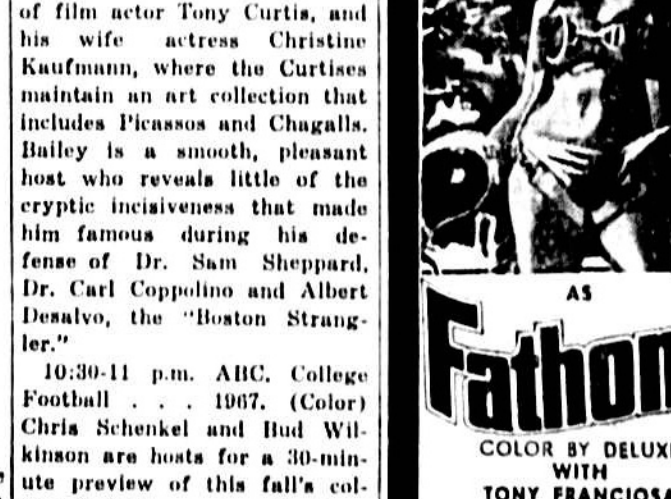 of film actor Tony Curtis, and
his wife actress Christine
Kaufmann, where the Curtises
maintain an art collection that
includes Picassos and Chagalls.
Bailey is a smooth, pleasant
host who reveals little of the
cryptic incisiveness that made
him famous during his de-
fense of Dr. Sam Sheppard,
Dr. Carl Coppolino and Albert
Desalvo, the "Boston Strang-
ler."
10:30-11 p.m. ABC. College
Football . . . 1967. (Color)
Chris Schenkel and Bud Wil-
kinson are hosts for a 30-min-
ute preview of this fall's col-
AS
Fathom
COLOR BY DELUXE
WITH
TONY FRANCIOSA